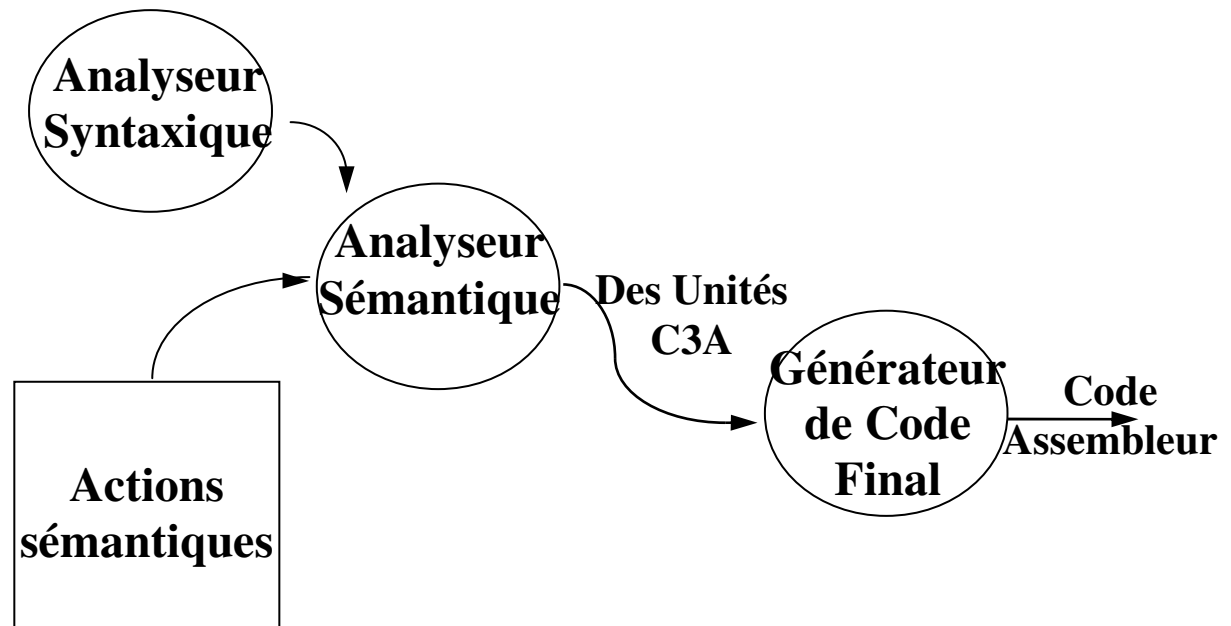 Analyseur
Syntaxique
Analyseur
Sémantique
Des Unités
C3A
Générateur
de Code
Final
Code
Assembleur
Actions
sémantiques